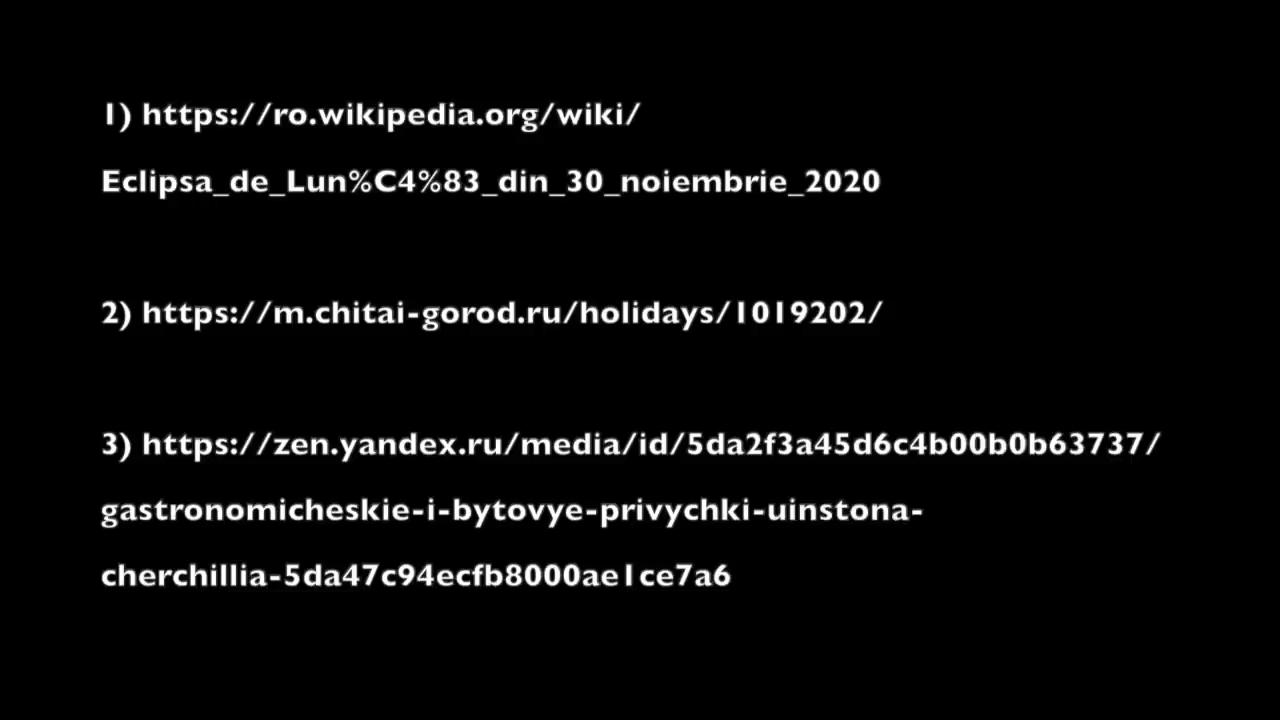 1) https://ro.wikipedia.org/wiki/
Eclipsa_de_Lun%C4%83_din_30_noiembrie_2020
2) https://m.chitai-gorod.ru/holidays/1019202/
3) https://zen.yandex.ru/media/id/5da2f3a45d6c4b00b0b63737/
gastronomicheskie-i-bytovye-privychki-uinstona-
cherchillia-5da47c94ecfb8000ae1ce7a6